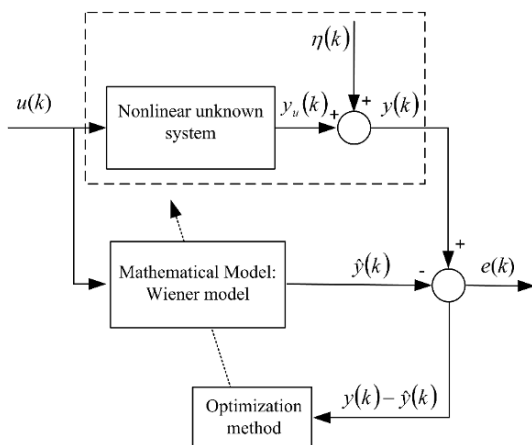 η(k)
u(k)
Nonlinear unknown
system
y_u(k)
+
+
y(k)
+
Mathematical Model:
Wiener model
ŷ(k)
-
e(k)
Optimization
method
y(k) − ŷ(k)